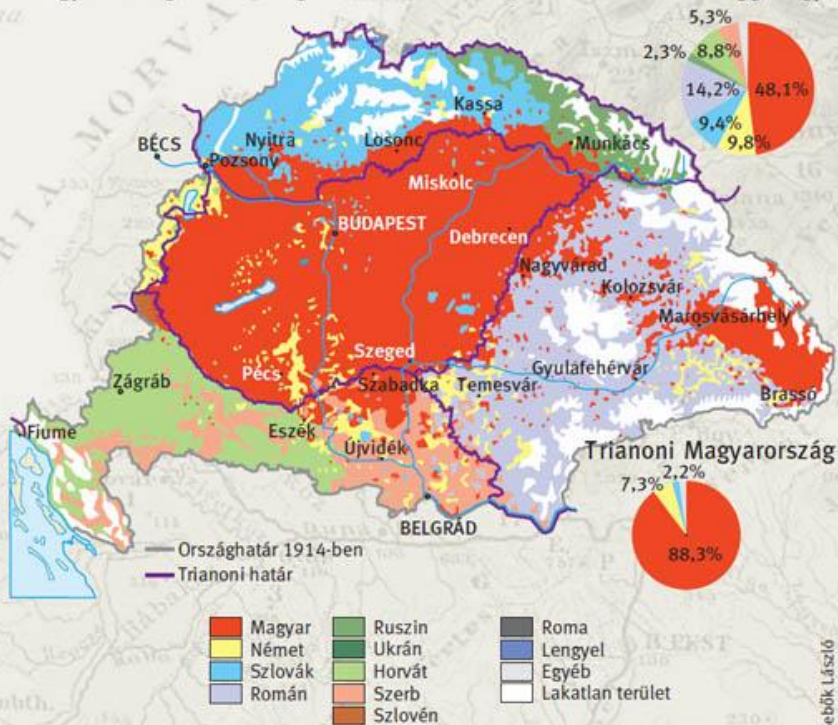 5,3%
2,3%
8,8%
14,2%
48,1%
9,4%
9,8%
BÉCS
Pozsony
Nyitra
Losonc
Kassa
Munkács
Miskolc
BUDAPEST
Debrecen
Nagyvárad
Kolozsvár
Marosvásárhely
Szeged
Gyulafehérvár
Pécs
Szabadka
Temesvár
Brassó
Zágráb
Eszék
Újvidék
Fiume
BELGRÁD
Trianoni Magyarország
7,3%
2,2%
88,3%
Országhatár 1914-ben
Trianoni határ
Magyar
Német
Szlovák
Román
Ruszin
Ukrán
Horvát
Szerb
Szlovén
Roma
Lengyel
Egyéb
Lakatlan terület
László